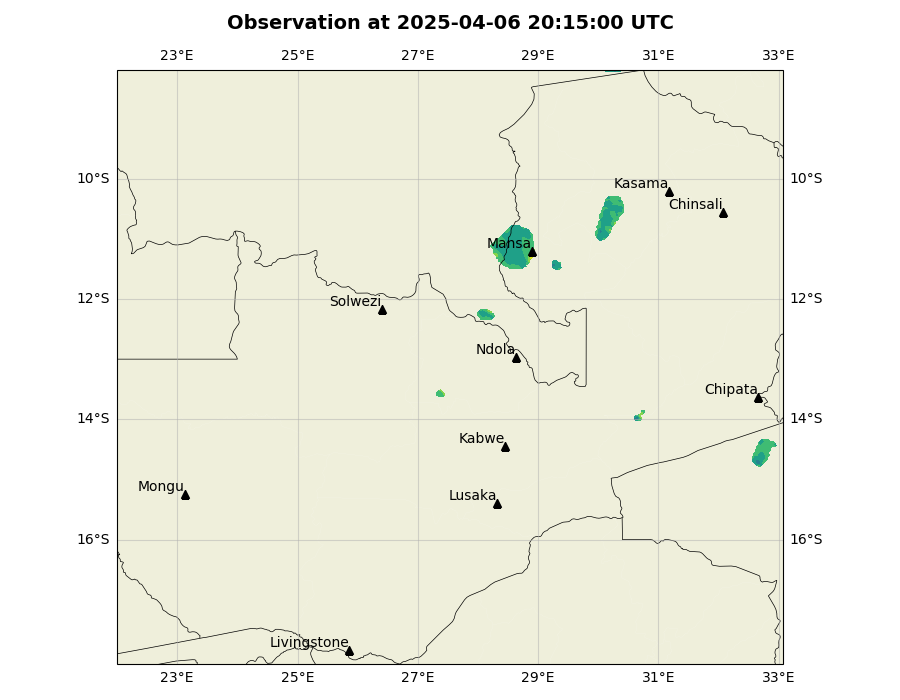 Observation at 2025-04-06 20:15:00 UTC
23°E 25°E 27°E 29°E 31°E 33°E
10°S 10°S
Kasama
Chinsali
Mansa
12°S 12°S
Solwezi
Ndola
Chipata
14°S 14°S
Kabwe
Mongu
Lusaka
16°S 16°S
Livingstone
23°E 25°E 27°E 29°E 31°E 33°E